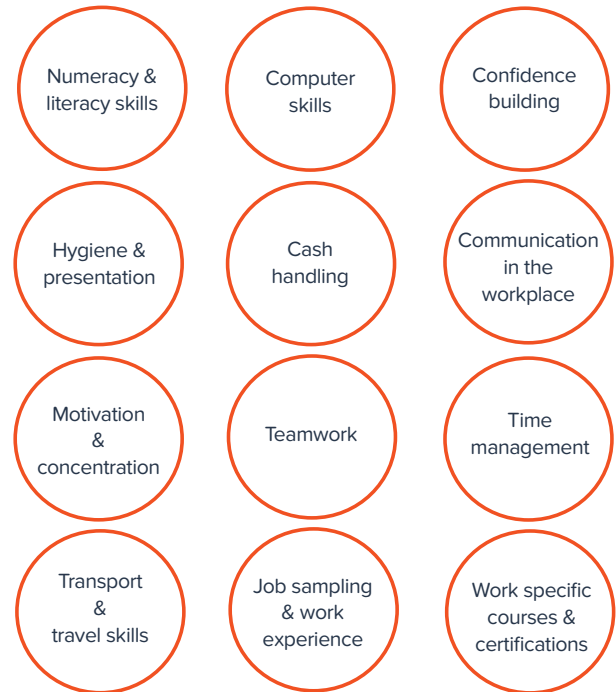 Numeracy &
literacy skills
Computer
skills
Confidence
building
Hygiene &
presentation
Cash
handling
Communication
in the
workplace
Motivation
&
concentration
Teamwork
Time
management
Transport
&
travel skills
Job sampling
& work
experience
Work specific
courses &
certifications